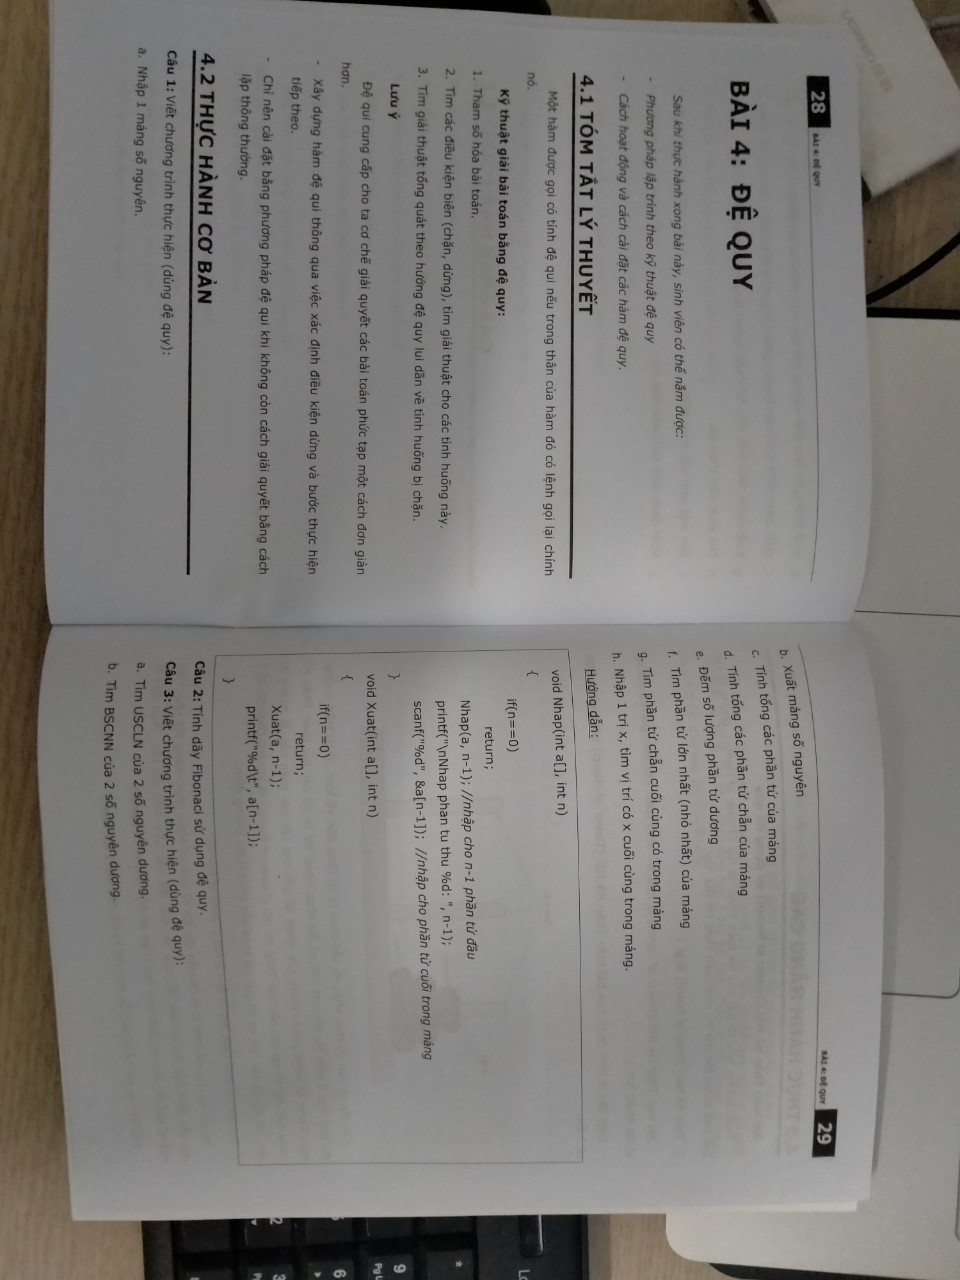 28 BÀI 4: ĐỆ QUY
BÀI 4: ĐỆ QUY
Sau khi thực hành xong bài này, sinh viên có thể nắm được:
- Phương pháp lập trình theo kỹ thuật đệ quy
- Cách hoạt động và cách cài đặt các hàm đệ quy.
4.1 TÓM TẮT LÝ THUYẾT
Một hàm được gọi có tính đệ qui nếu trong thân của hàm đó có lệnh gọi lại chính
nó.
Kỹ thuật giải bài toán bằng đệ quy:
1. Tham số hóa bài toán.
2. Tìm các điều kiện biên (chặn, dừng), tìm giải thuật cho các tình huống này.
3. Tìm giải thuật tổng quát theo hướng đệ quy lui dần về tình huống bị chặn.
Lưu ý
Đệ qui cung cấp cho ta cơ chế giải quyết các bài toán phức tạp một cách đơn giản
hơn.
- Xây dựng hàm đệ qui thông qua việc xác định điều kiện dừng và bước thực hiện
tiếp theo.
- Chỉ nên cài đặt bằng phương pháp đệ qui khi không còn cách giải quyết bằng cách
lặp thông thường.
4.2 THỰC HÀNH CƠ BẢN
Câu 1: Viết chương trình thực hiện (dùng đệ quy):
a. Nhập 1 mảng số nguyên.
BÀI 4: ĐỆ QUY 29
b. Xuất mảng số nguyên
c. Tính tổng các phần tử của mảng
d. Tính tổng các phần tử chẵn của mảng
e. Đếm số lượng phần tử dương
f. Tìm phần tử lớn nhất (nhỏ nhất) của mảng
g. Tìm phần tử chẵn cuối cùng có trong mảng
h. Nhập 1 trị x, tìm vị trí có x cuối cùng trong mảng.
Hướng dẫn:
void Nhap(int a[], int n)
{
if(n==0)
return;
Nhap(a, n-1); //nhập cho n-1 phần tử đầu
printf("\nNhap phan tu thu %d: ", n-1);
scanf("%d", &a[n-1]); //nhập cho phần tử cuối trong mảng
}
void Xuat(int a[], int n)
{
if(n==0)
return;
Xuat(a, n-1);
printf("%d\t", a[n-1]);
}
Câu 2: Tính dãy Fibonaci sử dụng đệ quy.
Câu 3: Viết chương trình thực hiện (dùng đệ quy):
a. Tìm USCLN của 2 số nguyên dương.
b. Tìm BSCNN của 2 số nguyên dương.